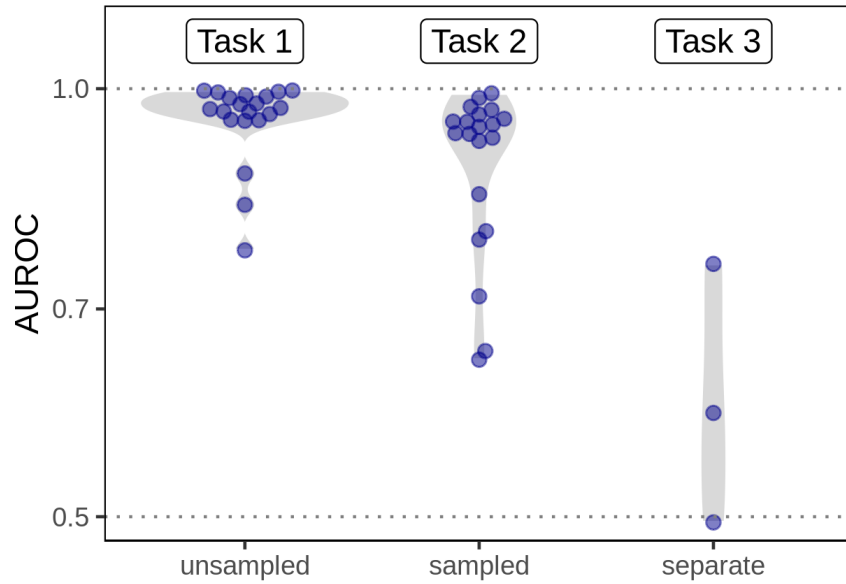 Task 1
Task 2
Task 3
1.0
AUROC
0.7
0.5
unsampled
sampled
separate